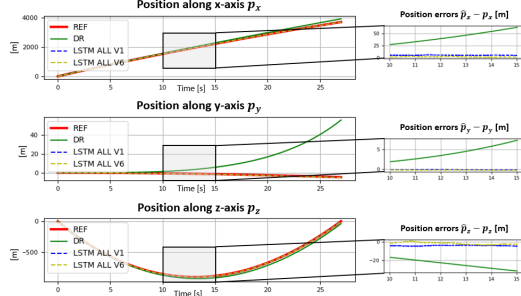 Position along x-axis pₓ
4000
2000
0
[m]
REF
DR
LSTM ALL V1
LSTM ALL V6
0 5 10 15 20 25
Time [s]
Position errors p̂ₓ − pₓ [m]
50
25
0
10 11 12 13 14 15
Position along y-axis p_y
40
20
0
[m]
REF
DR
LSTM ALL V1
LSTM ALL V6
0 5 10 15 20 25
Time [s]
Position errors p̂_y − p_y [m]
5
0
10 11 12 13 14 15
Position along z-axis p_z
0
−500
[m]
REF
DR
LSTM ALL V1
LSTM ALL V6
0 5 10 15 20 25
Time [s]
Position errors p̂_z − p_z [m]
0
−20
10 11 12 13 14 15